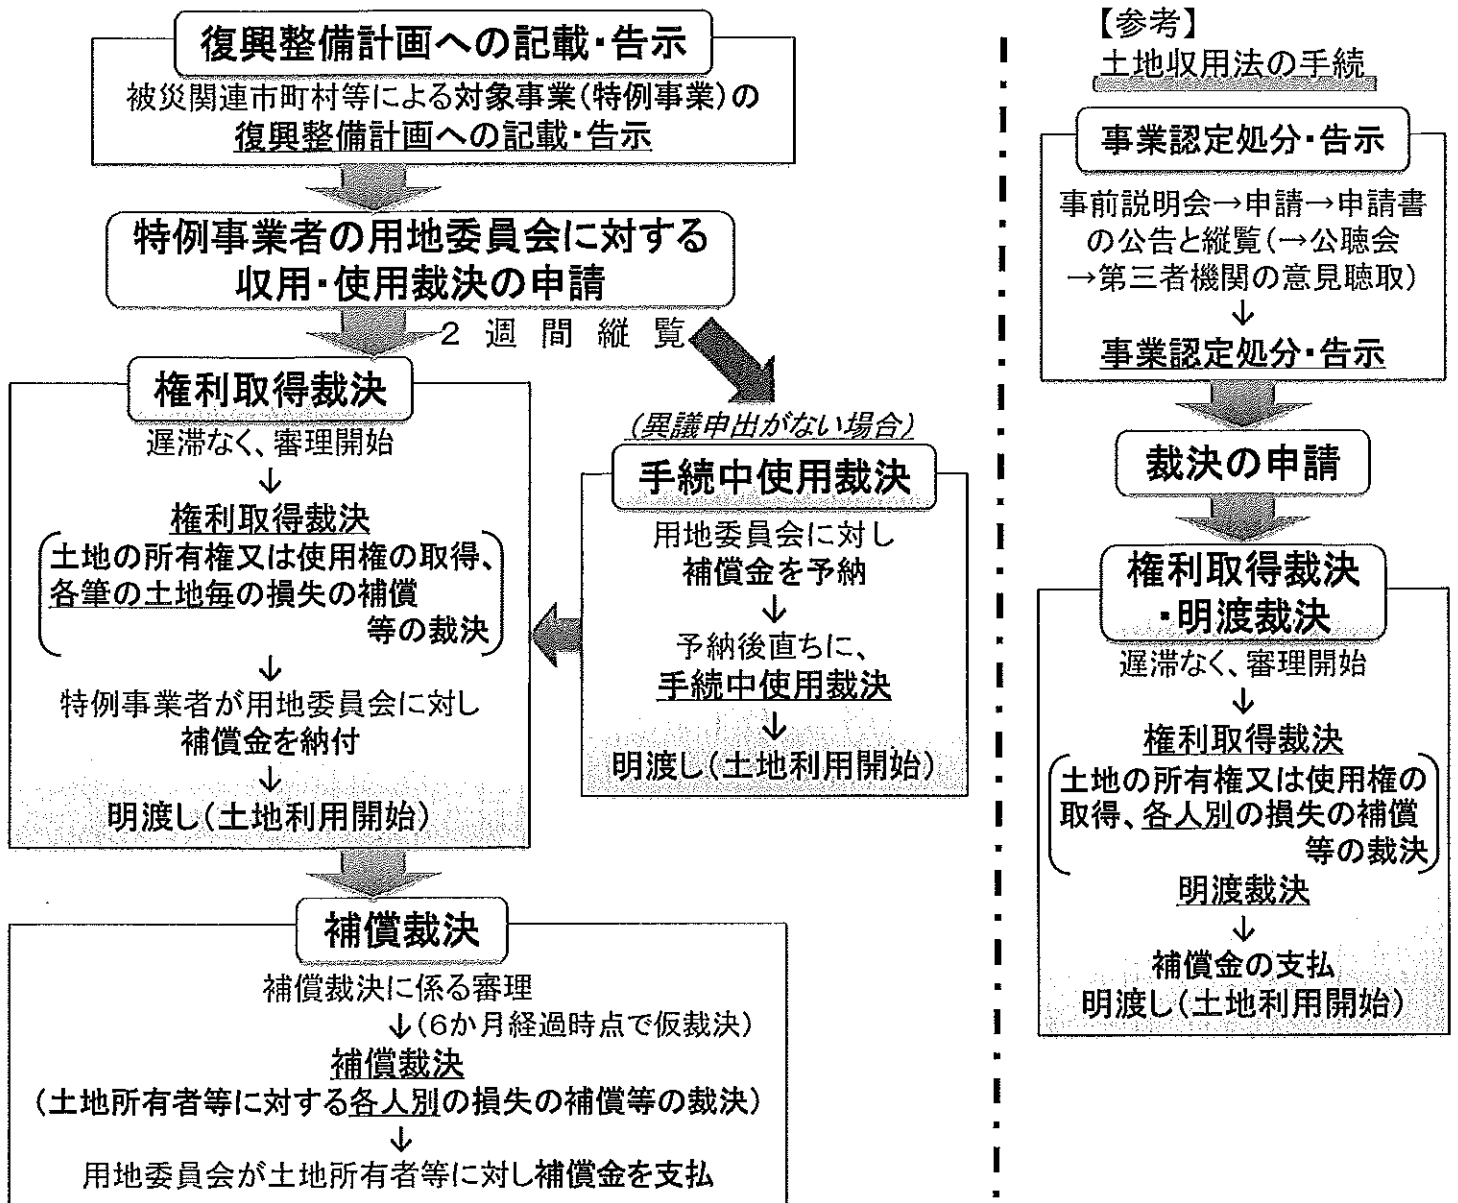 復興整備計画への記載・告示
被災関連市町村等による対象事業(特例事業)の
復興整備計画への記載・告示
特例事業者の用地委員会に対する
収用・使用裁決の申請
2週間縦覧
権利取得裁決
遅滞なく、審理開始
↓
権利取得裁決
土地の所有権又は使用権の取得、
各筆の土地毎の損失の補償
等の裁決
↓
特例事業者が用地委員会に対し
補償金を納付
↓
明渡し(土地利用開始)
(異議申出がない場合)
手続中使用裁決
用地委員会に対し
補償金を予納
↓
予納後直ちに、
手続中使用裁決
↓
明渡し(土地利用開始)
補償裁決
補償裁決に係る審理
↓(6か月経過時点で仮裁決)
補償裁決
(土地所有者等に対する各人別の損失の補償等の裁決)
↓
用地委員会が土地所有者等に対し補償金を支払
【参考】
土地収用法の手続
事業認定処分・告示
事前説明会→申請→申請書
の公告と縦覧(→公聴会
→第三者機関の意見聴取)
↓
事業認定処分・告示
裁決の申請
権利取得裁決
・明渡裁決
遅滞なく、審理開始
↓
権利取得裁決
土地の所有権又は使用権の
取得、各人別の損失の補償
等の裁決
明渡裁決
↓
補償金の支払
明渡し(土地利用開始)